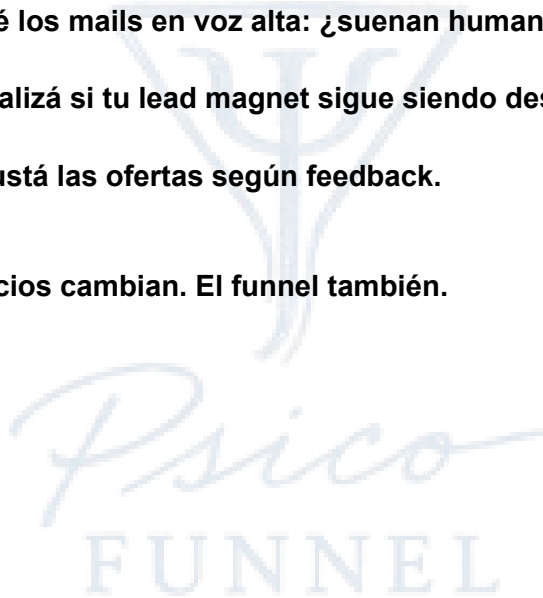 é los mails en voz alta: ¿suenan human
alizá si tu lead magnet sigue siendo des
ustá las ofertas según feedback.
cios cambian. El funnel también.
Psico
FUNNEL